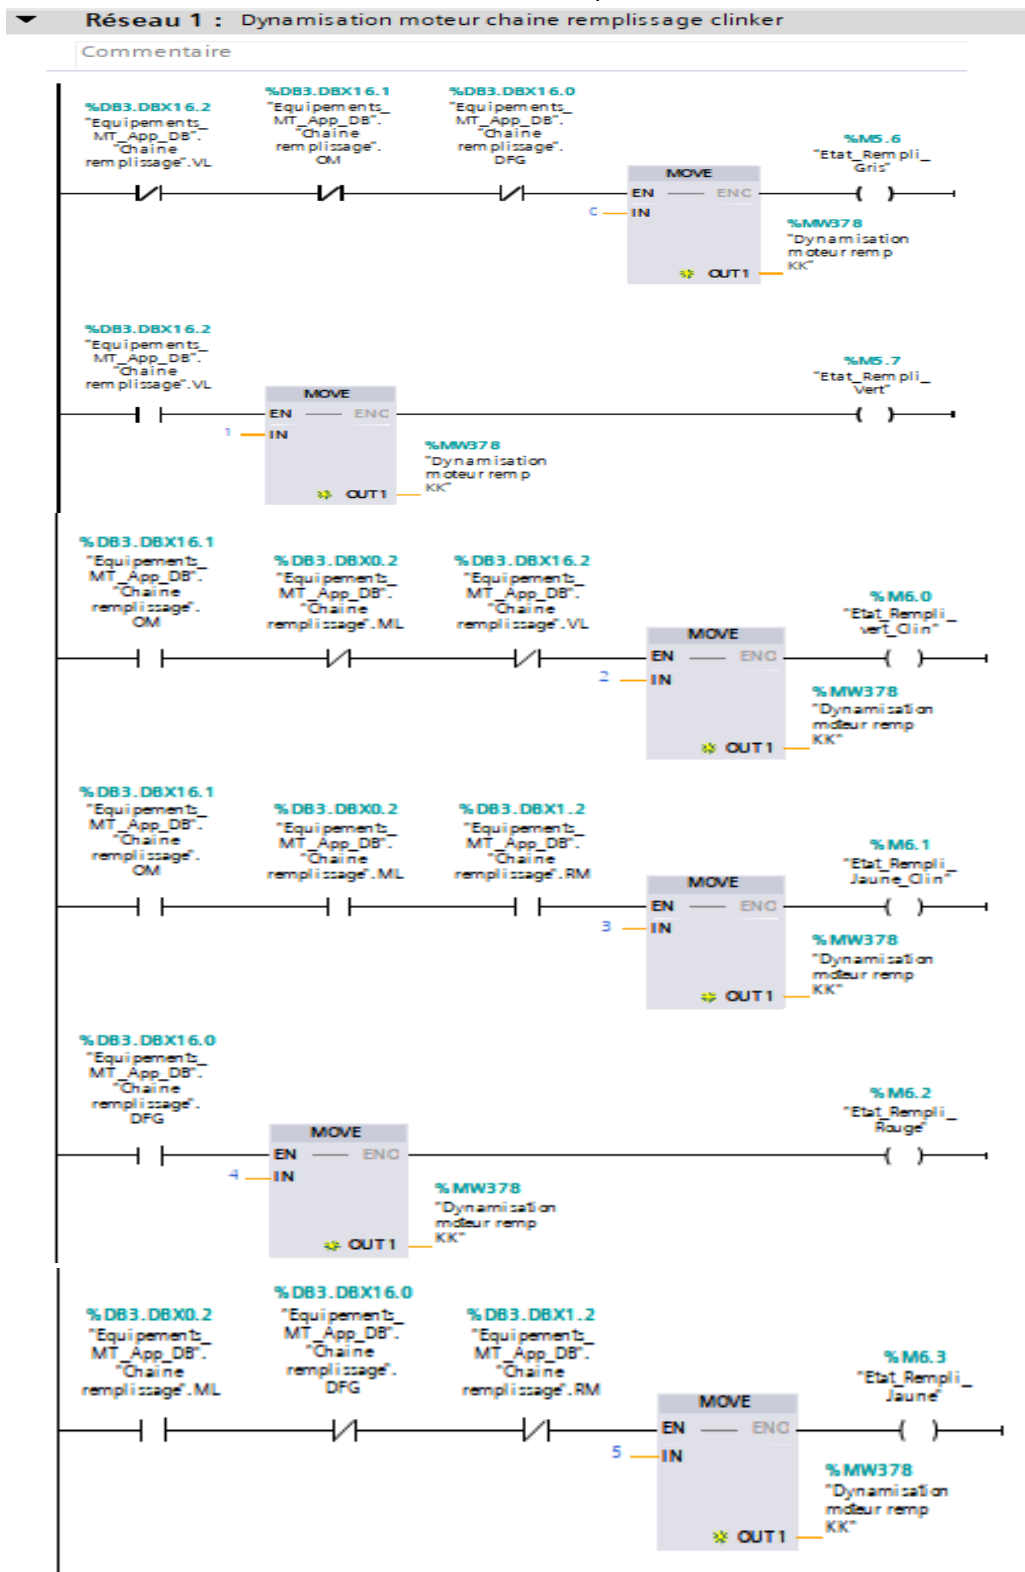 Réseau 1 : Dynamisation moteur chaine remplissage clinker
Commentaire
%DB3.DBX16.2
"Equipements_
MT_App_DB".
"Chaine
remplissage".VL
%DB3.DBX16.1
"Equipements_
MT_App_DB".
"Chaine
remplissage".
OM
%DB3.DBX16.0
"Equipements_
MT_App_DB".
"Chaine
remplissage".
DFG
MOVE
EN
ENO
IN
OUT1
%M5.6
"Etat_Rempli_
Gris"
%MW378
"Dynamisation
moteur remp
KK"
%DB3.DBX16.2
"Equipements_
MT_App_DB".
"Chaine
remplissage".VL
MOVE
EN
ENO
1
IN
OUT1
%MW378
"Dynamisation
moteur remp
KK"
%M5.7
"Etat_Rempli_
Vert"
%DB3.DBX16.1
"Equipements_
MT_App_DB".
"Chaine
remplissage".
OM
%DB3.DBX0.2
"Equipements_
MT_App_DB".
"Chaine
remplissage".ML
%DB3.DBX16.2
"Equipements_
MT_App_DB".
"Chaine
remplissage".VL
MOVE
EN
ENO
2
IN
OUT1
%M6.0
"Etat_Rempli_
vert_Clin"
%MW378
"Dynamisation
moteur remp
KK"
%DB3.DBX16.1
"Equipements_
MT_App_DB".
"Chaine
remplissage".
OM
%DB3.DBX0.2
"Equipements_
MT_App_DB".
"Chaine
remplissage".ML
%DB3.DBX1.2
"Equipements_
MT_App_DB".
"Chaine
remplissage".RM
MOVE
EN
ENO
3
IN
OUT1
%M6.1
"Etat_Rempli_
Jaune_Clin"
%MW378
"Dynamisation
moteur remp
KK"
%DB3.DBX16.0
"Equipements_
MT_App_DB".
"Chaine
remplissage".
DFG
MOVE
EN
ENO
4
IN
OUT1
%MW378
"Dynamisation
moteur remp
KK"
%M6.2
"Etat_Rempli_
Rouge"
%DB3.DBX0.2
"Equipements_
MT_App_DB".
"Chaine
remplissage".ML
%DB3.DBX16.0
"Equipements_
MT_App_DB".
"Chaine
remplissage".
DFG
%DB3.DBX1.2
"Equipements_
MT_App_DB".
"Chaine
remplissage".RM
MOVE
EN
ENO
5
IN
OUT1
%M6.3
"Etat_Rempli_
Jaune"
%MW378
"Dynamisation
moteur remp
KK"